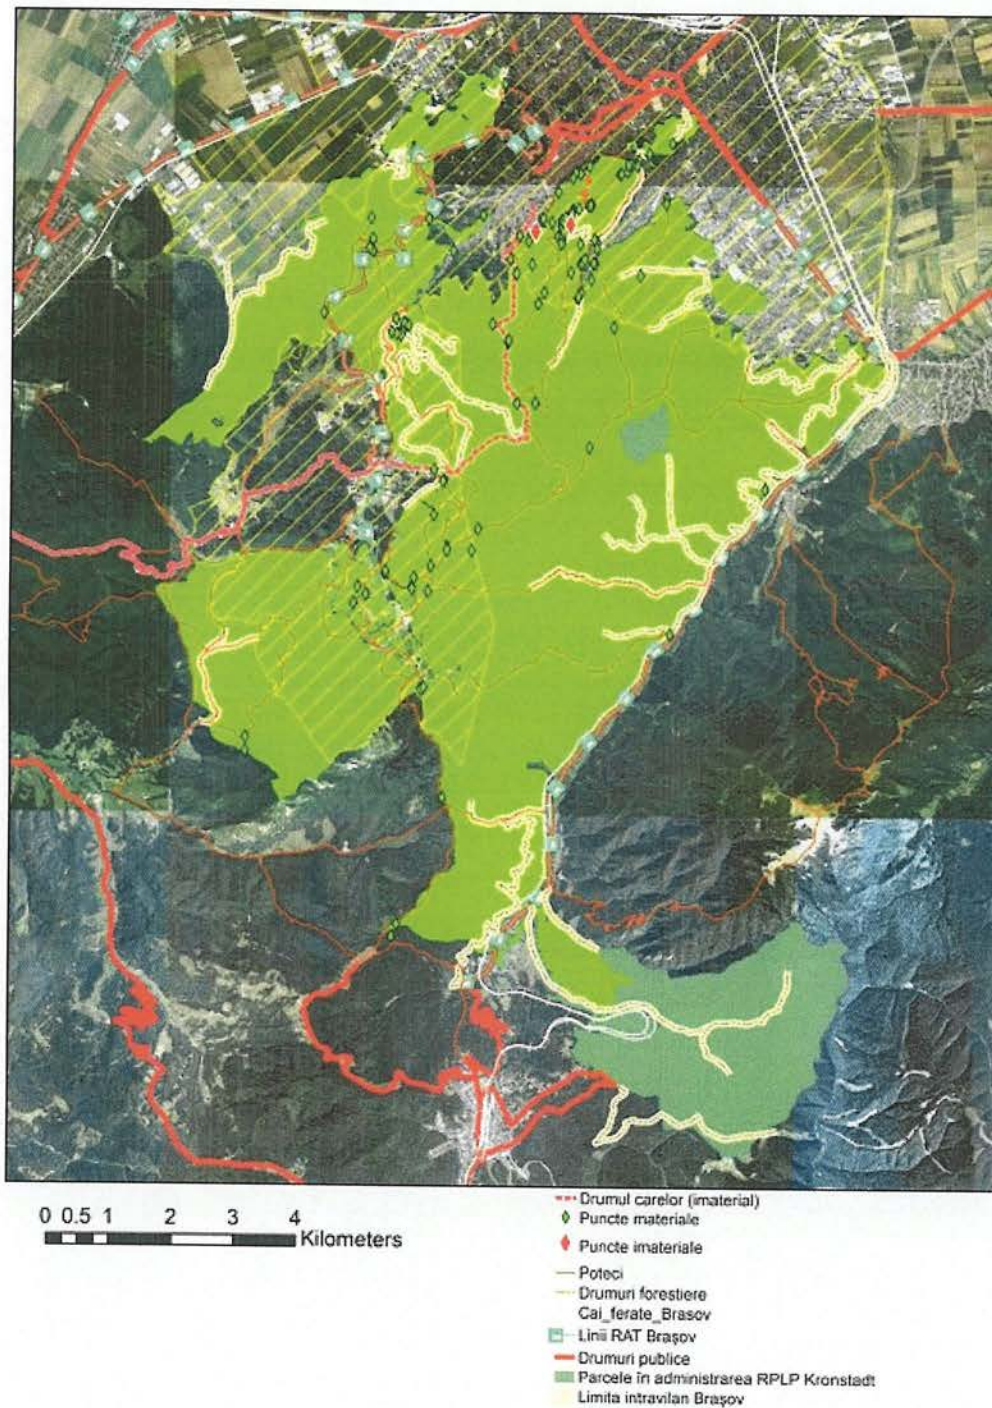 0 0.5 1 2 3 4
Kilometers
Drumul carelor (imaterial)
Puncte materiale
Puncte imateriale
Poteci
Drumuri forestiere
Cai_ferate_Brasov
Linii RAT Brașov
Drumuri publice
Parcele în administrarea RPLP Kronstadt
Limita intravilan Brașov